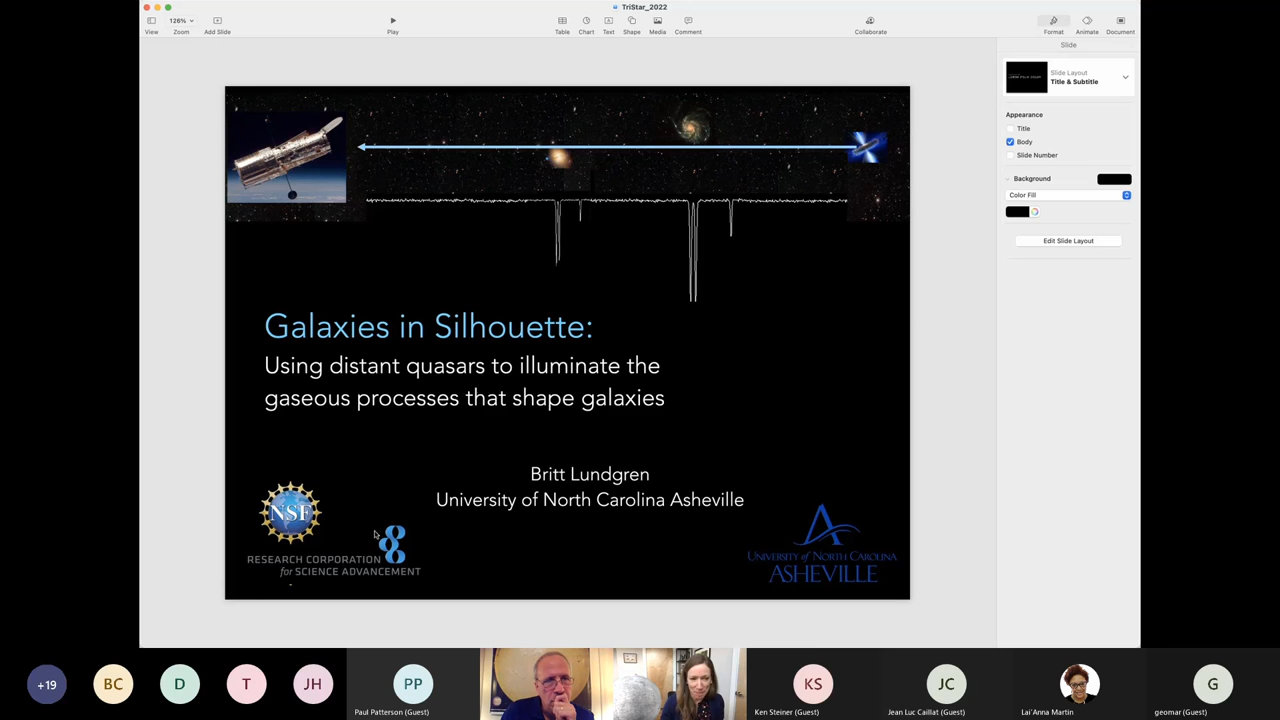 TriStar_2022
126%
View
Zoom
Add Slide
Play
Table
Chart
Text
Shape
Media
Comment
Collaborate
Format
Animate
Document
Slide
Slide Layout
Title & Subtitle
Appearance
Title
Body
Slide Number
Background
Color Fill
Edit Slide Layout
Galaxies in Silhouette:
Using distant quasars to illuminate the
gaseous processes that shape galaxies
Britt Lundgren
University of North Carolina Asheville
NSF
RESEARCH CORPORATION
for SCIENCE ADVANCEMENT
UNIVERSITY of NORTH CAROLINA
ASHEVILLE
+19
BC
D
T
JH
PP
Paul Patterson (Guest)
KS
Ken Steiner (Guest)
JC
Jean Luc Caillat (Guest)
Lai'Anna Martin
G
geomar (Guest)